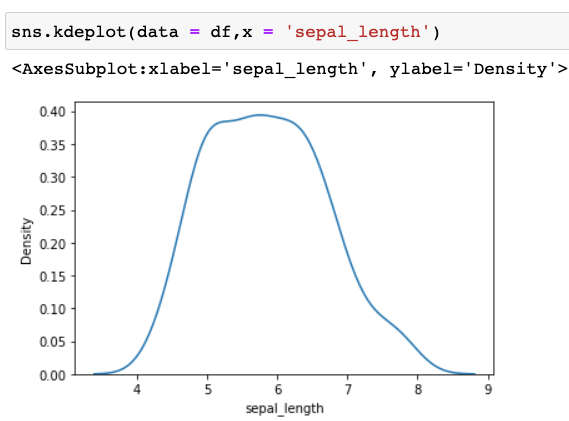 sns.kdeplot(data = df,x = 'sepal_length')
<AxesSubplot:xlabel='sepal_length', ylabel='Density'>
0.40
0.35
0.30
0.25
0.20
0.15
0.10
0.05
0.00
Density
4 5 6 7 8 9
sepal_length